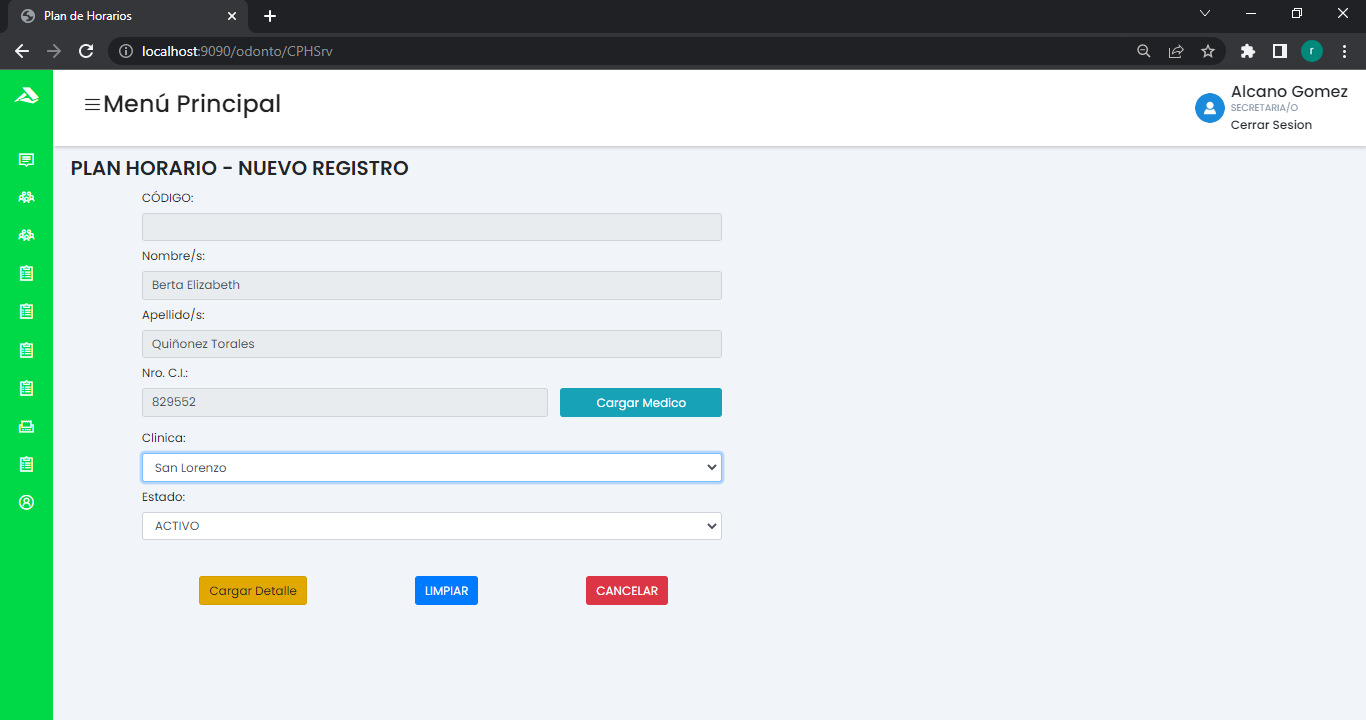 Plan de Horarios
localhost:9090/odonto/CPHSrv
r
Menú Principal
Alcano Gomez
SECRETARIA/O
Cerrar Sesion
PLAN HORARIO - NUEVO REGISTRO
CÓDIGO:
Nombre/s:
Berta Elizabeth
Apellido/s:
Quiñonez Torales
Nro. C.I.:
829552
Cargar Medico
Clinica:
San Lorenzo
Estado:
ACTIVO
Cargar Detalle
LIMPIAR
CANCELAR